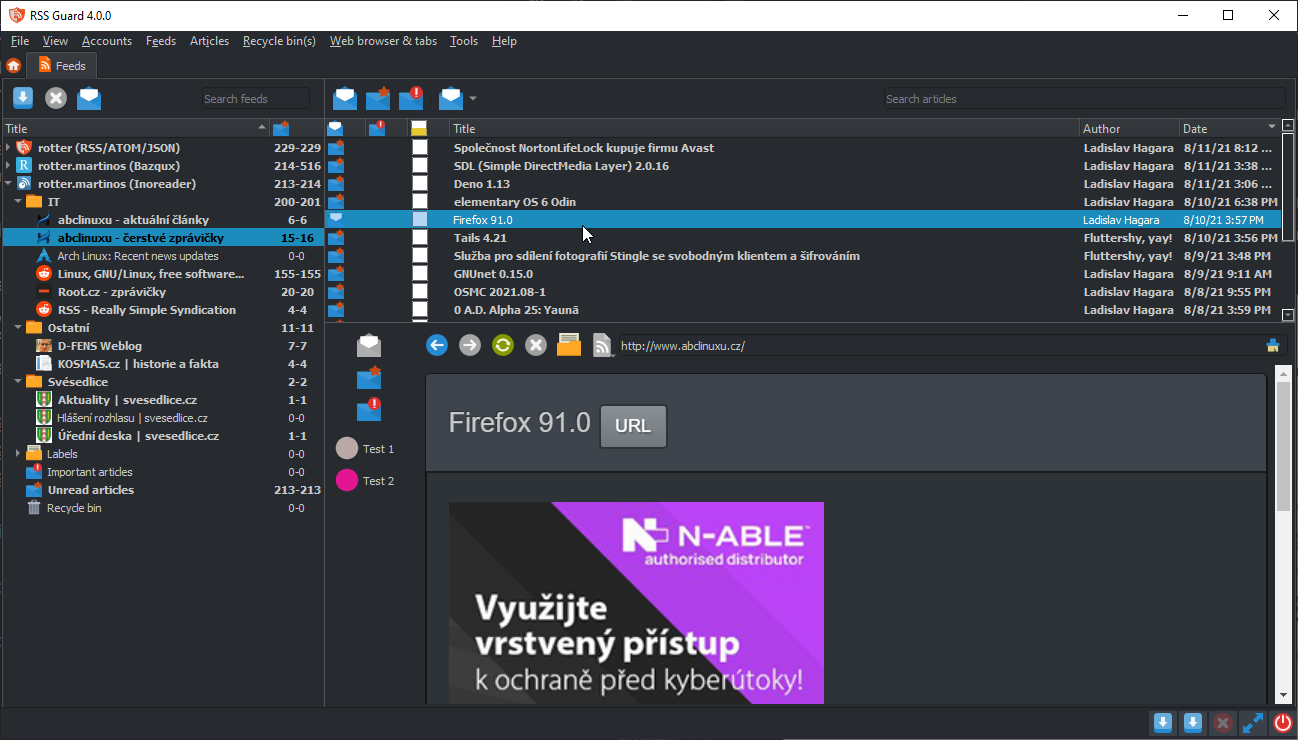 RSS Guard 4.0.0
File View Accounts Feeds Articles Recycle bin(s) Web browser & tabs Tools Help
Feeds
Search feeds
Search articles
Title
Title Author Date
rotter (RSS/ATOM/JSON) 229-229
rotter.martinos (Bazqux) 214-516
rotter.martinos (Inoreader) 213-214
IT 200-201
abclinuxu - aktuální články 6-6
abclinuxu - čerstvé zprávičky 15-16
Arch Linux: Recent news updates 0-0
Linux, GNU/Linux, free software... 155-155
Root.cz - zprávičky 20-20
RSS - Really Simple Syndication 4-4
Ostatní 11-11
D-FENS Weblog 7-7
KOSMAS.cz | historie a fakta 4-4
Svésedlice 2-2
Aktuality | svesedlice.cz 1-1
Hlášení rozhlasu | svesedlice.cz 0-0
Úřední deska | svesedlice.cz 1-1
Labels 0-0
Important articles 0-0
Unread articles 213-213
Recycle bin 0-0
Společnost NortonLifeLock kupuje firmu Avast Ladislav Hagara 8/11/21 8:12 ...
SDL (Simple DirectMedia Layer) 2.0.16 Ladislav Hagara 8/11/21 3:38 ...
Deno 1.13 Ladislav Hagara 8/11/21 3:06 ...
elementary OS 6 Odin Ladislav Hagara 8/10/21 6:38 PM
Firefox 91.0 Ladislav Hagara 8/10/21 3:57 PM
Tails 4.21 Fluttershy, yay! 8/10/21 3:56 PM
Služba pro sdílení fotografií Stingle se svobodným klientem a šifrováním Fluttershy, yay! 8/9/21 3:48 PM
GNUnet 0.15.0 Ladislav Hagara 8/9/21 9:11 AM
OSMC 2021.08-1 Ladislav Hagara 8/8/21 9:55 PM
0 A.D. Alpha 25: Yaunā Ladislav Hagara 8/8/21 3:59 PM
http://www.abclinuxu.cz/
Test 1
Test 2
Firefox 91.0 URL
N-ABLE™
authorised distributor
Využijte
vrstvený přístup
k ochraně před kyberútoky!